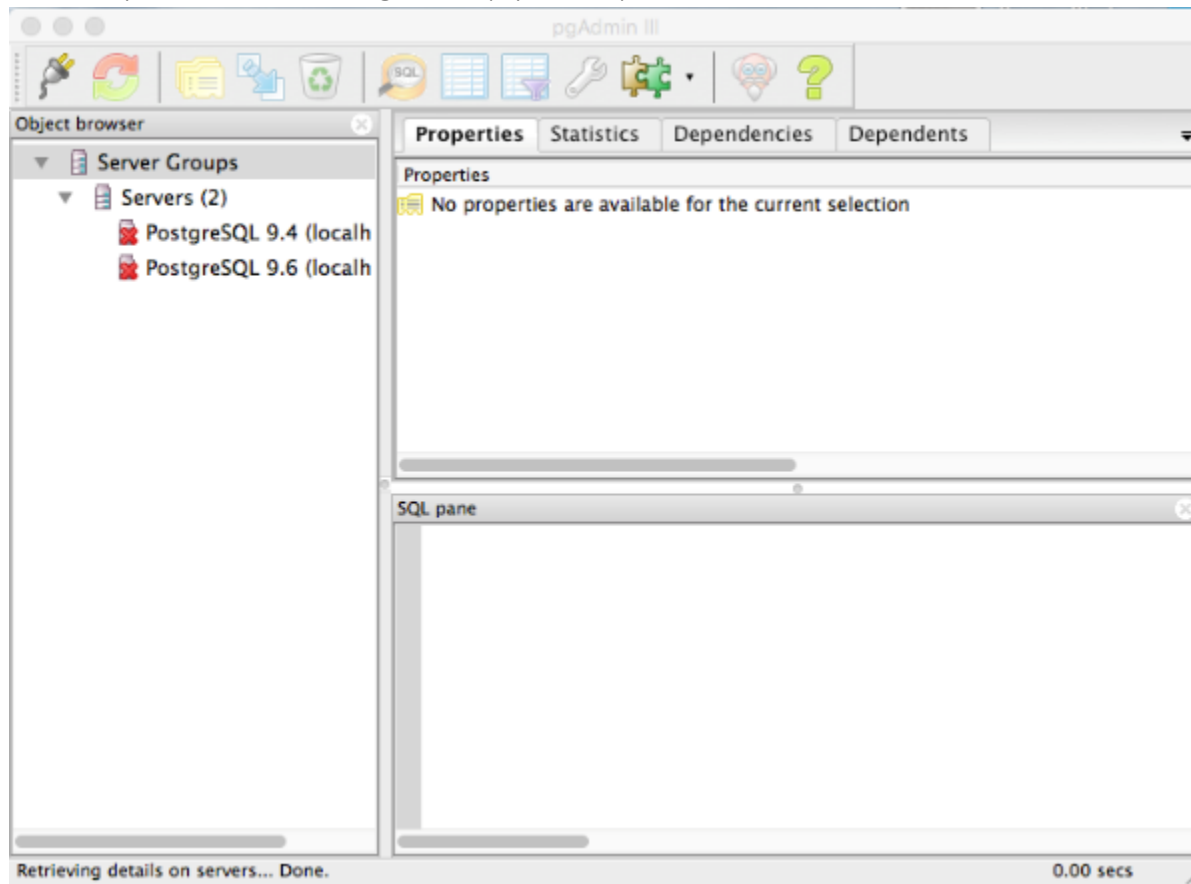 pgAdmin III
SQL
Object browser
Properties Statistics Dependencies Dependents
Server Groups
Properties
Servers (2)
No properties are available for the current selection
PostgreSQL 9.4 (localh
PostgreSQL 9.6 (localh
SQL pane
Retrieving details on servers... Done. 0.00 secs